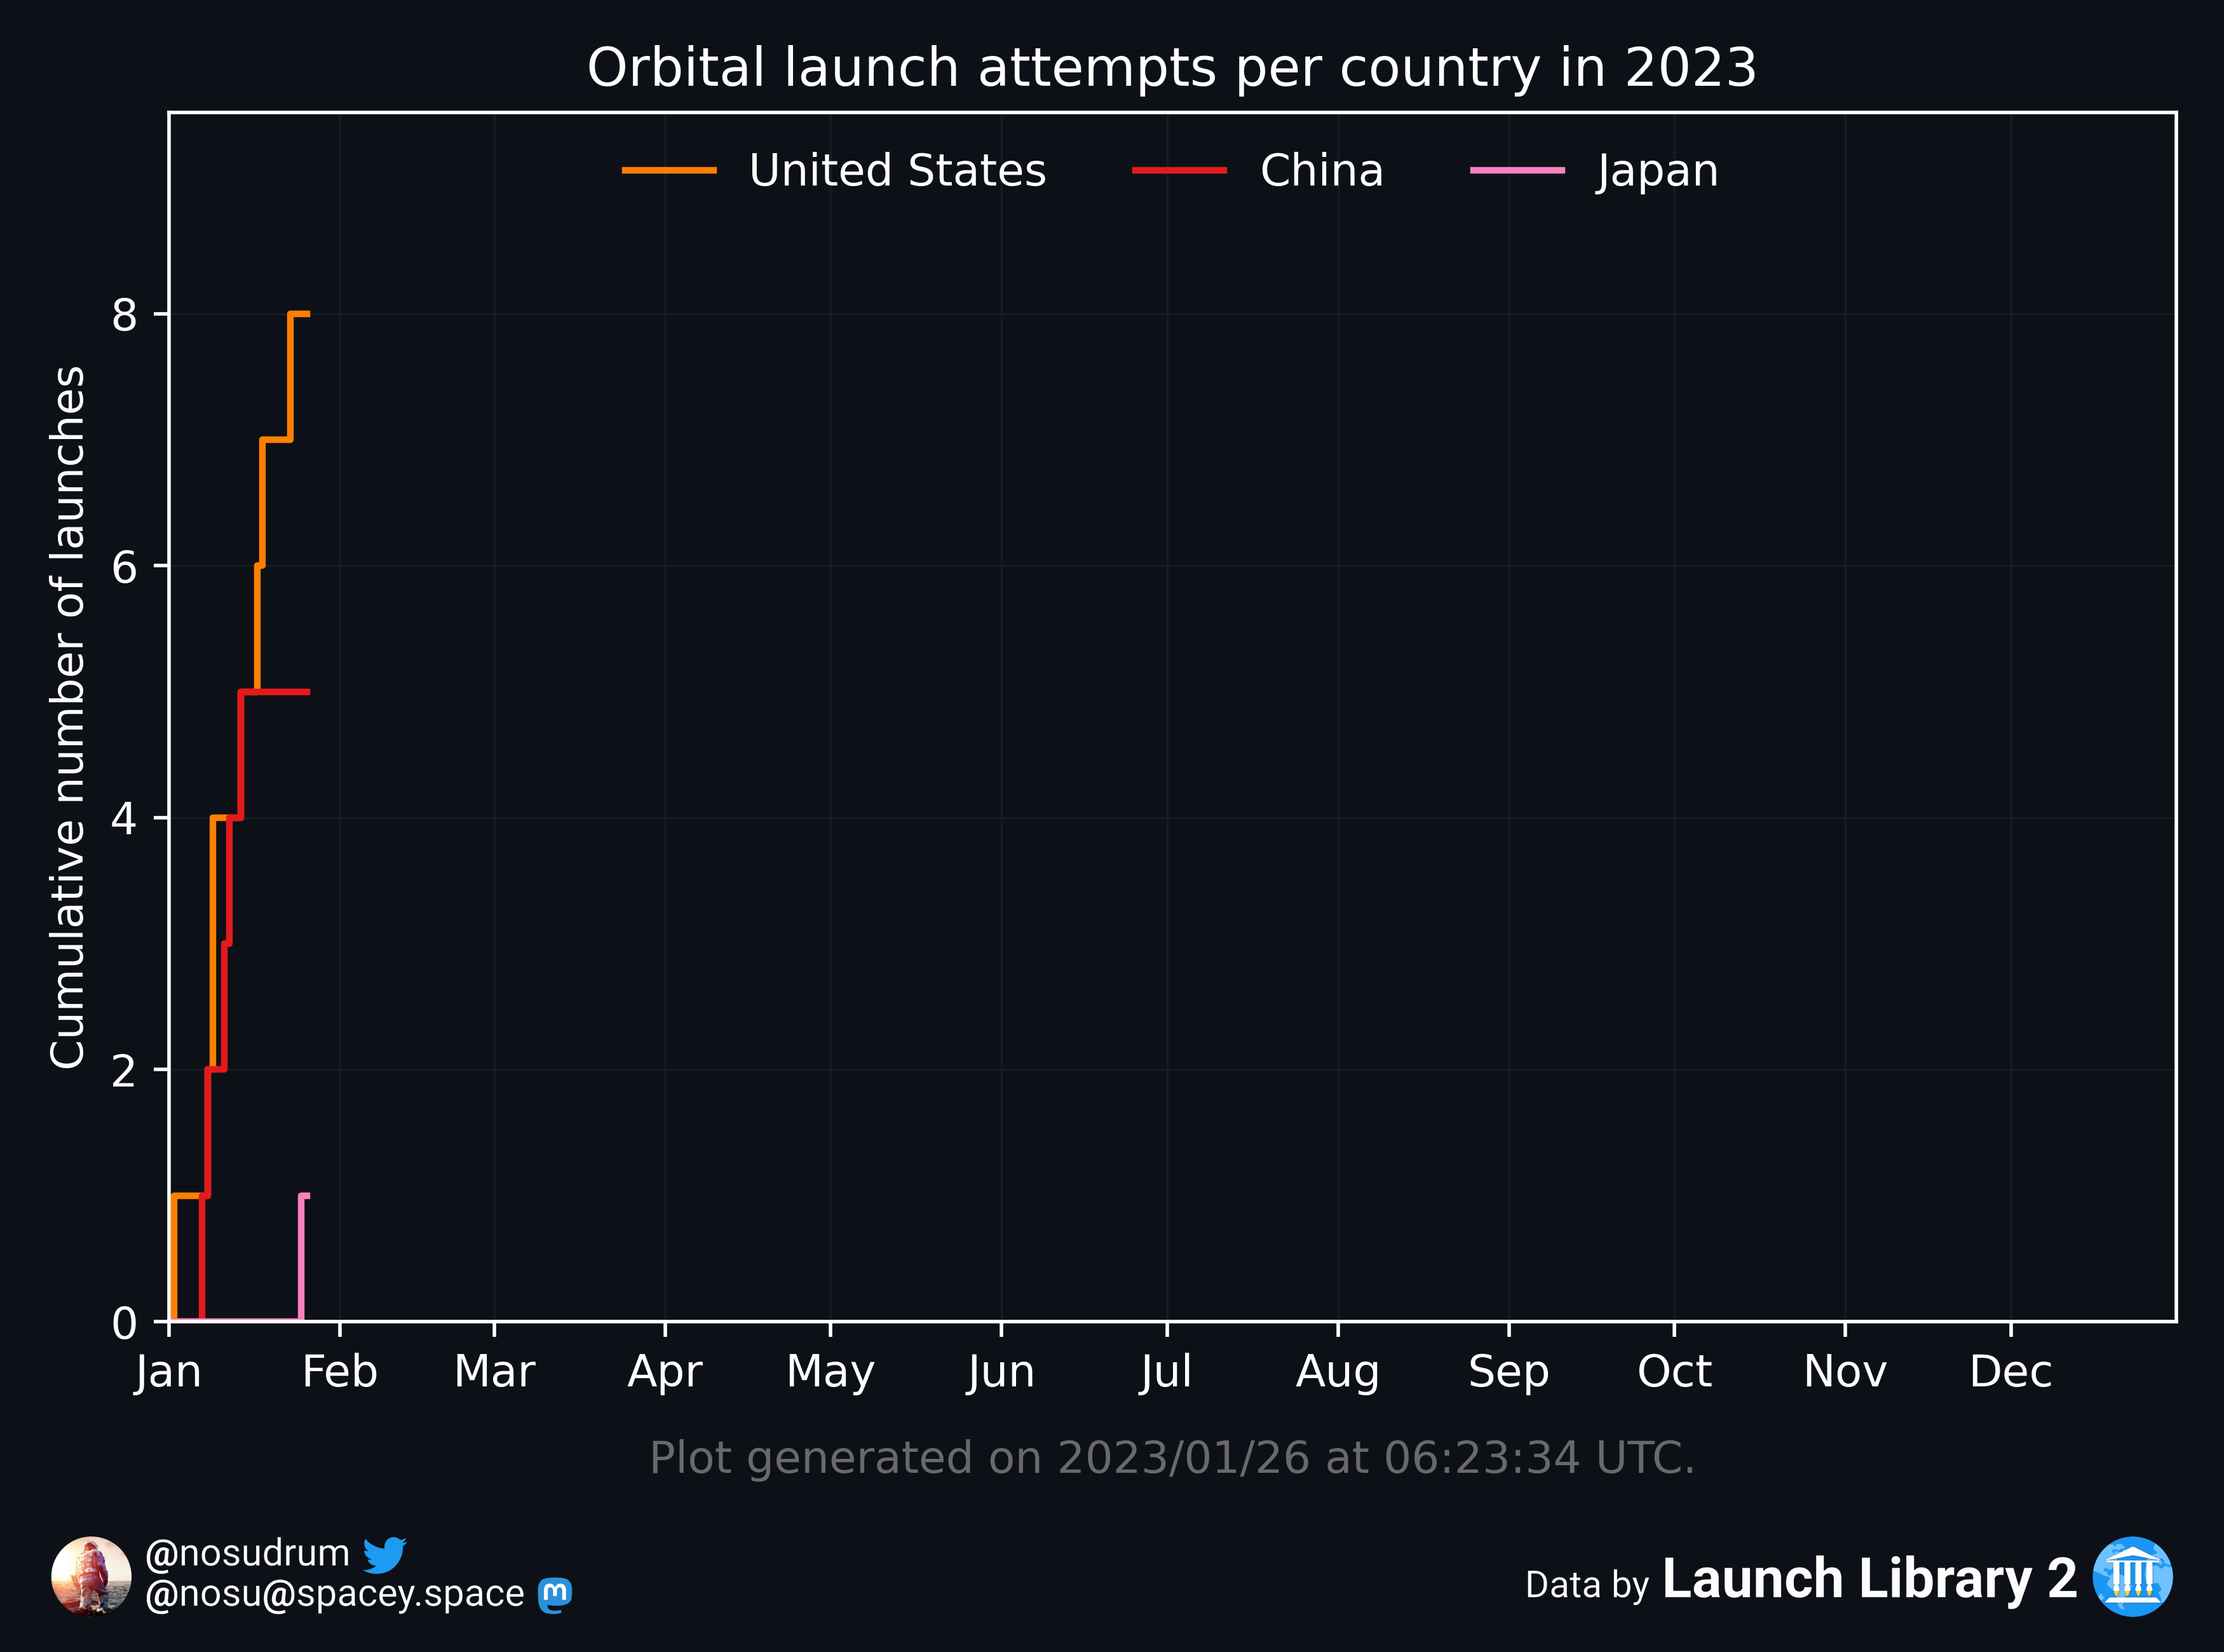 Orbital launch attempts per country in 2023
United States China Japan
Cumulative number of launches
8
6
4
2
0
Jan Feb Mar Apr May Jun Jul Aug Sep Oct Nov Dec
Plot generated on 2023/01/26 at 06:23:34 UTC.
@nosudrum
@nosu@spacey.space
Data by Launch Library 2